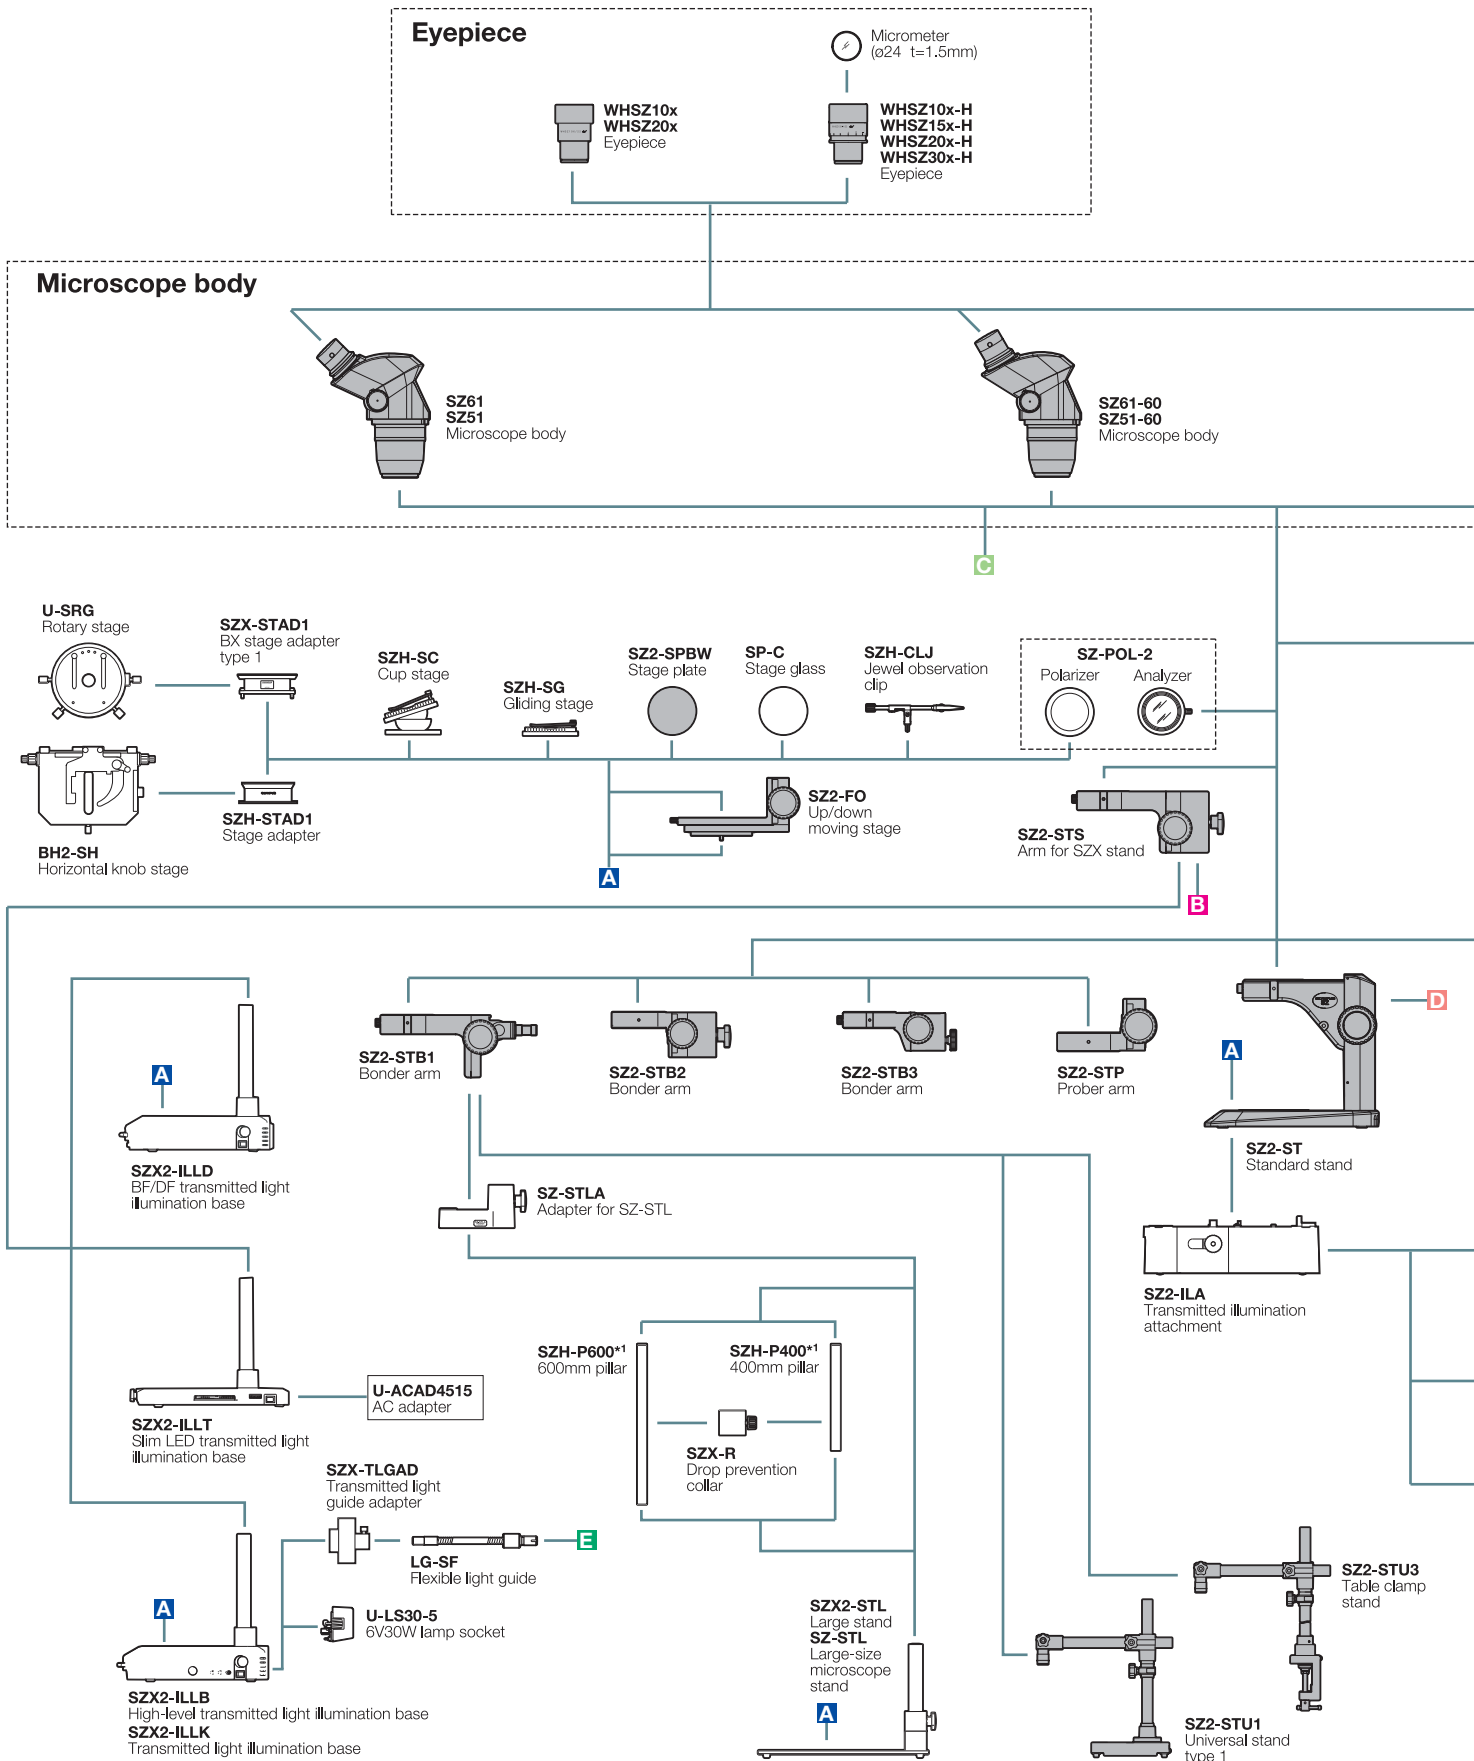 Eyepiece
Micrometer
(ø24 t=1.5mm)
WHSZ10x
WHSZ20x
Eyepiece
WHSZ10x-H
WHSZ15x-H
WHSZ20x-H
WHSZ30x-H
Eyepiece
Microscope body
SZ61
SZ51
Microscope body
SZ61-60
SZ51-60
Microscope body
C
U-SRG
Rotary stage
SZX-STAD1
BX stage adapter
type 1
SZH-SC
Cup stage
SZH-SG
Gliding stage
SZ2-SPBW
Stage plate
SP-C
Stage glass
SZH-CLJ
Jewel observation
clip
SZ-POL-2
Polarizer
Analyzer
BH2-SH
Horizontal knob stage
SZH-STAD1
Stage adapter
SZ2-FO
Up/down
moving stage
A
SZ2-STS
Arm for SZX stand
B
SZ2-STB1
Bonder arm
SZ2-STB2
Bonder arm
SZ2-STB3
Bonder arm
SZ2-STP
Prober arm
D
A
SZ2-ST
Standard stand
A
SZX2-ILLD
BF/DF transmitted light
illumination base
SZ-STLA
Adapter for SZ-STL
SZ2-ILA
Transmitted illumination
attachment
SZH-P600*1
600mm pillar
SZH-P400*1
400mm pillar
SZX-R
Drop prevention
collar
U-ACAD4515
AC adapter
SZX2-ILLT
Slim LED transmitted light
illumination base
SZX-TLGAD
Transmitted light
guide adapter
LG-SF
Flexible light guide
E
U-LS30-5
6V30W lamp socket
A
SZX2-ILLB
High-level transmitted light illumination base
SZX2-ILLK
Transmitted light illumination base
SZX2-STL
Large stand
SZ-STL
Large-size
microscope
stand
A
SZ2-STU3
Table clamp
stand
SZ2-STU1
Universal stand
type 1